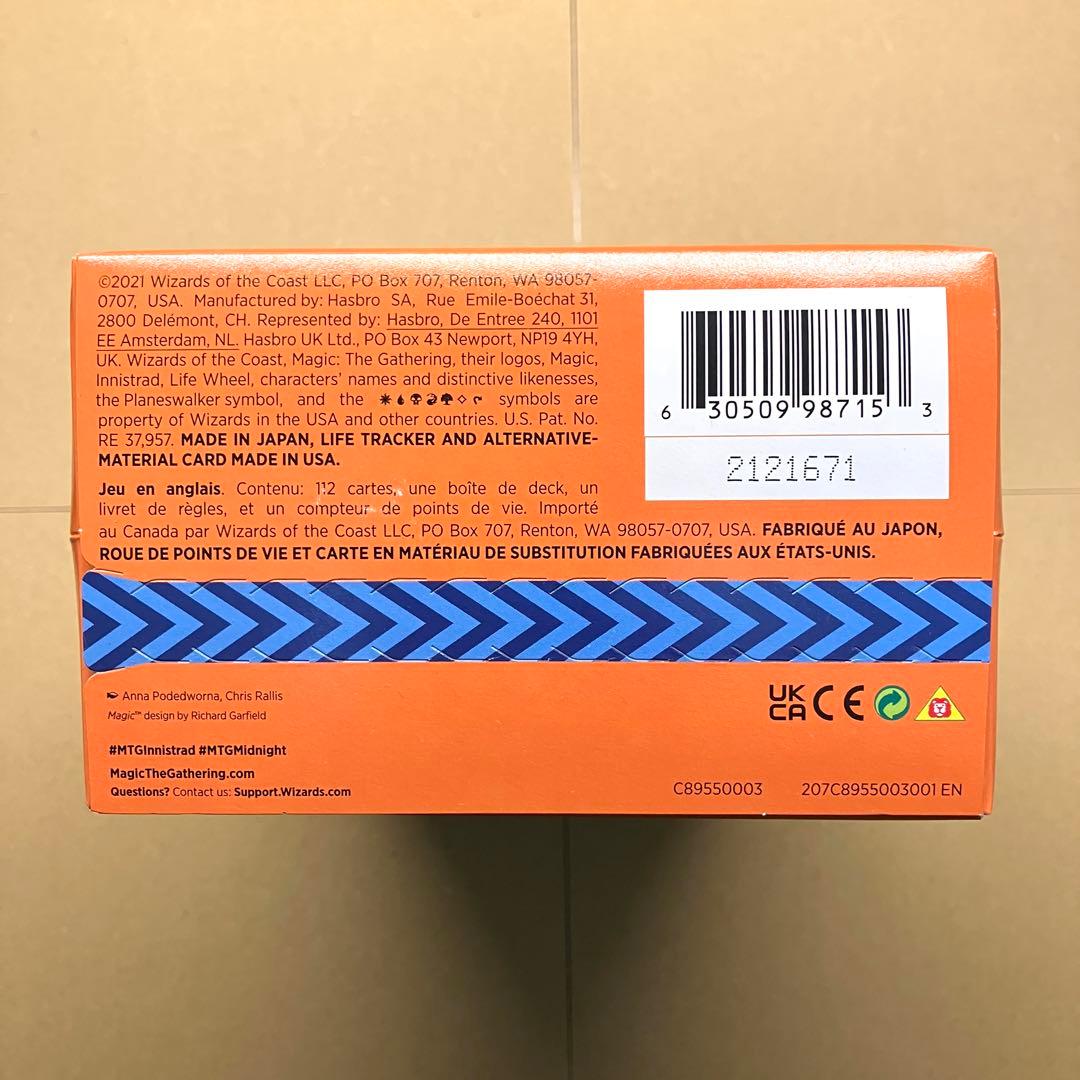 ©2021 Wizards of the Coast LLC, PO Box 707, Renton, WA 98057-
0707, USA. Manufactured by: Hasbro SA, Rue Emile-Boéchat 31,
2800 Delémont, CH. Represented by: Hasbro, De Entree 240, 1101
EE Amsterdam, NL. Hasbro UK Ltd., PO Box 43 Newport, NP19 4YH,
UK. Wizards of the Coast, Magic: The Gathering, their logos, Magic,
Innistrad, Life Wheel, characters’ names and distinctive likenesses,
the Planeswalker symbol, and the symbols are
property of Wizards in the USA and other countries. U.S. Pat. No.
RE 37,957. MADE IN JAPAN, LIFE TRACKER AND ALTERNATIVE-
MATERIAL CARD MADE IN USA.
Jeu en anglais. Contenu: 112 cartes, une boîte de deck, un
livret de règles, et un compteur de points de vie. Importé
au Canada par Wizards of the Coast LLC, PO Box 707, Renton, WA 98057-0707, USA. FABRIQUÉ AU JAPON,
ROUE DE POINTS DE VIE ET CARTE EN MATÉRIAU DE SUBSTITUTION FABRIQUÉES AUX ÉTATS-UNIS.
6 30509 98715 3
2121671
Anna Podedworna, Chris Rallis
Magic™ design by Richard Garfield
#MTGInnistrad #MTGMidnight
MagicTheGathering.com
Questions? Contact us: Support.Wizards.com
UK
CA CE
C89550003 207C8955003001 EN